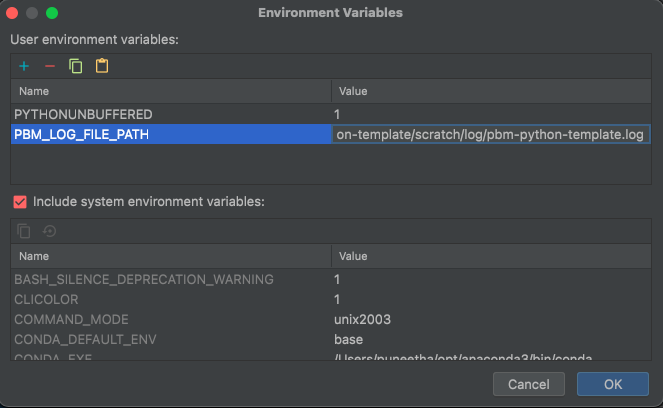 Environment Variables
User environment variables:
Name Value
PYTHONUNBUFFERED 1
PBM_LOG_FILE_PATH on-template/scratch/log/pbm-python-template.log
Include system environment variables:
Name Value
BASH_SILENCE_DEPRECATION_WARNING 1
CLICOLOR 1
COMMAND_MODE unix2003
CONDA_DEFAULT_ENV base
CONDA_EXE /Users/puneetha/opt/anaconda3/bin/conda
Cancel OK